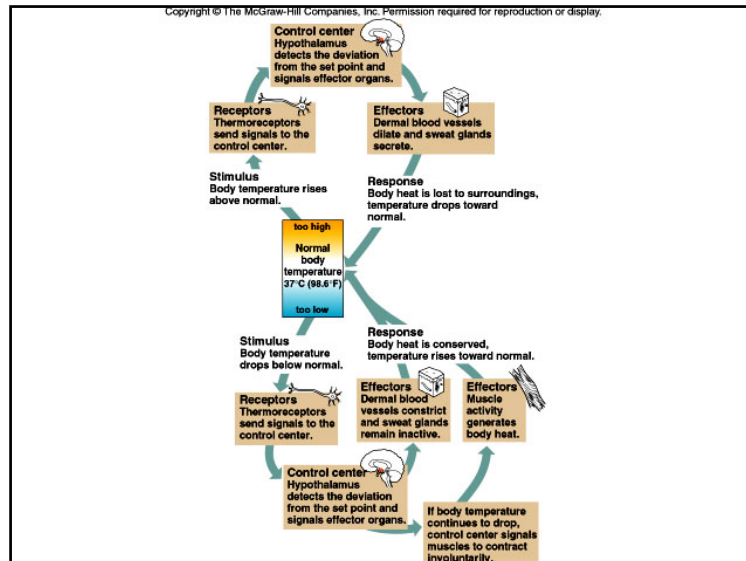 Copyright © The McGraw-Hill Companies, Inc. Permission required for reproduction or display.
Control center
Hypothalamus
detects the deviation
from the set point and
signals effector organs.
Receptors
Thermoreceptors
send signals to the
control center.
Effectors
Dermal blood vessels
dilate and sweat glands
secrete.
Stimulus
Body temperature rises
above normal.
Response
Body heat is lost to surroundings,
temperature drops toward
normal.
too high
Normal
body
temperature
37°C (98.6°F)
too low
Stimulus
Body temperature
drops below normal.
Response
Body heat is conserved,
temperature rises toward normal.
Receptors
Thermoreceptors
send signals to the
control center.
Effectors
Dermal blood
vessels constrict
and sweat glands
remain inactive.
Effectors
Muscle
activity
generates
body heat.
Control center
Hypothalamus
detects the deviation
from the set point and
signals effector organs.
If body temperature
continues to drop,
control center signals
muscles to contract
involuntarily.